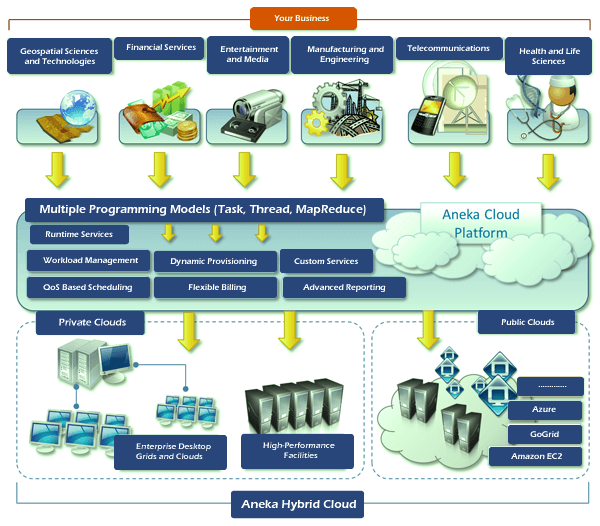 Your Business
Geospatial Sciences
and Technologies
Financial Services
Entertainment
and Media
Manufacturing and
Engineering
Telecommunications
Health and Life
Sciences
Multiple Programming Models (Task, Thread, MapReduce)
Aneka Cloud
Platform
Runtime Services
Workload Management
Dynamic Provisioning
Custom Services
QoS Based Scheduling
Flexible Billing
Advanced Reporting
Private Clouds
Public Clouds
.............
Azure
GoGrid
Amazon EC2
Enterprise Desktop
Grids and Clouds
High-Performance
Facilities
Aneka Hybrid Cloud